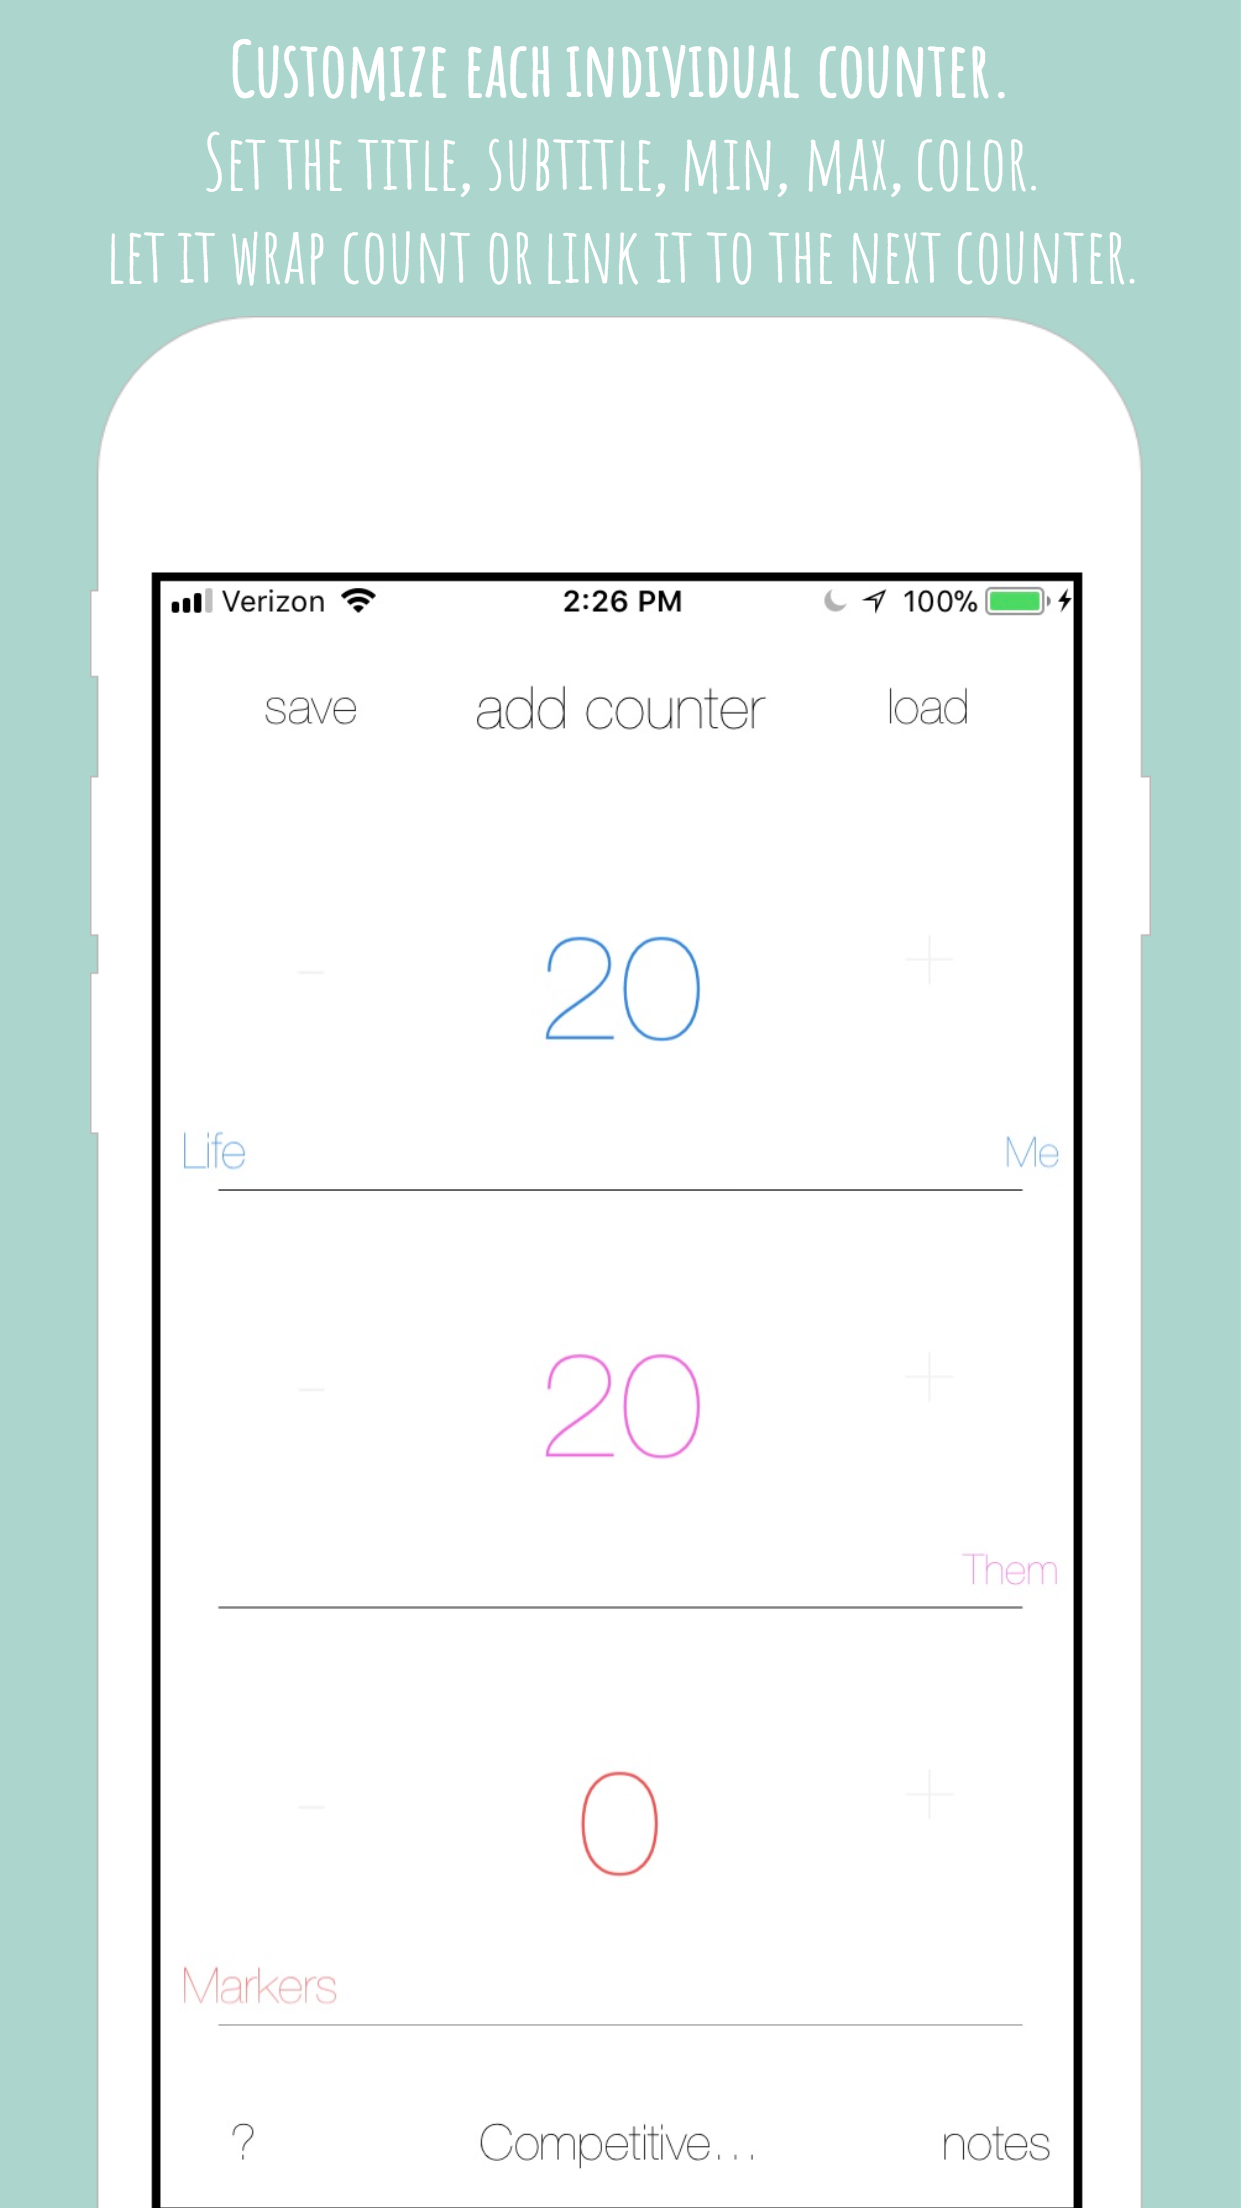 Customize each individual counter.
Set the title, subtitle, min, max, color.
let it wrap count or link it to the next counter.
Verizon 2:26 PM 100%
save add counter load
- 20 +
Life Me
- 20 +
Them
- 0 +
Markers
? Competitive... notes